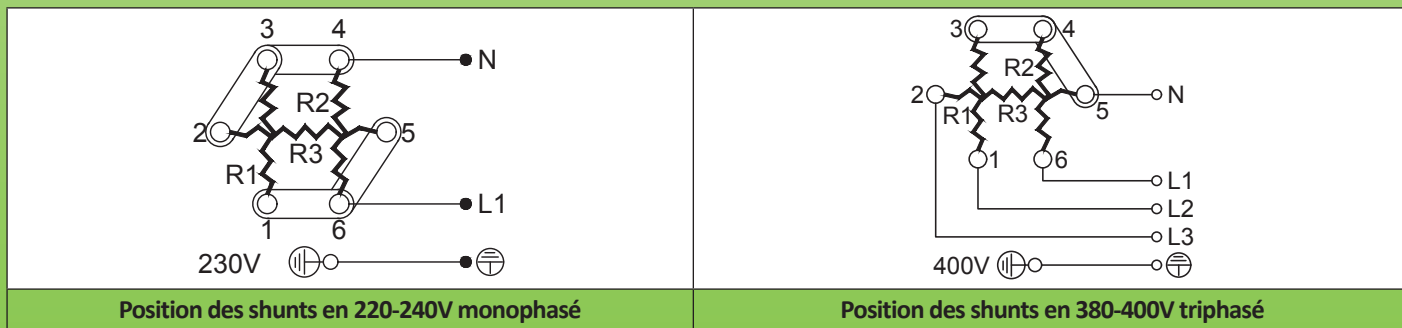 3 4
N
R2
2 5
R3
R1
L1
1 6
230V
Position des shunts en 220-240V monophasé
3 4
R2
2 5 N
R1 R3
1 6
L1
L2
L3
400V
Position des shunts en 380-400V triphasé